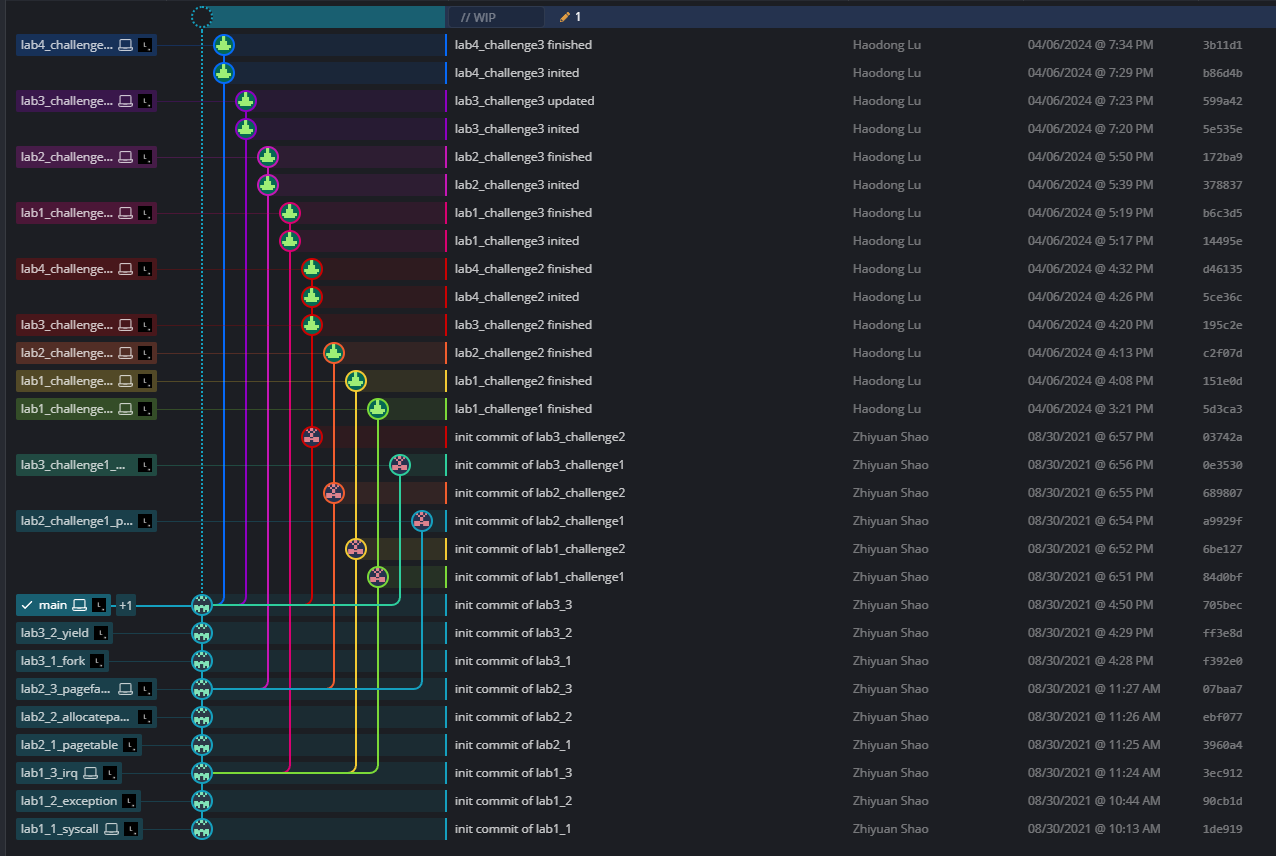 // WIP 1
lab4_challenge... L lab4_challenge3 finished Haodong Lu 04/06/2024 @ 7:34 PM 3b11d1
lab4_challenge3 inited Haodong Lu 04/06/2024 @ 7:29 PM b86d4b
lab3_challenge... L lab3_challenge3 updated Haodong Lu 04/06/2024 @ 7:23 PM 599a42
lab3_challenge3 inited Haodong Lu 04/06/2024 @ 7:20 PM 5e535e
lab2_challenge... L lab2_challenge3 finished Haodong Lu 04/06/2024 @ 5:50 PM 172ba9
lab2_challenge3 inited Haodong Lu 04/06/2024 @ 5:39 PM 378837
lab1_challenge... L lab1_challenge3 finished Haodong Lu 04/06/2024 @ 5:19 PM b6c3d5
lab1_challenge3 inited Haodong Lu 04/06/2024 @ 5:17 PM 14495e
lab4_challenge... L lab4_challenge2 finished Haodong Lu 04/06/2024 @ 4:32 PM d46135
lab4_challenge2 inited Haodong Lu 04/06/2024 @ 4:26 PM 5ce36c
lab3_challenge... L lab3_challenge2 finished Haodong Lu 04/06/2024 @ 4:20 PM 195c2e
lab2_challenge... L lab2_challenge2 finished Haodong Lu 04/06/2024 @ 4:13 PM c2f07d
lab1_challenge... L lab1_challenge2 finished Haodong Lu 04/06/2024 @ 4:08 PM 151e0d
lab1_challenge... L lab1_challenge1 finished Haodong Lu 04/06/2024 @ 3:21 PM 5d3ca3
init commit of lab3_challenge2 Zhiyuan Shao 08/30/2021 @ 6:57 PM 03742a
lab3_challenge1_... L init commit of lab3_challenge1 Zhiyuan Shao 08/30/2021 @ 6:56 PM 0e3530
init commit of lab2_challenge2 Zhiyuan Shao 08/30/2021 @ 6:55 PM 689807
lab2_challenge1_p... L init commit of lab2_challenge1 Zhiyuan Shao 08/30/2021 @ 6:54 PM a9929f
init commit of lab1_challenge2 Zhiyuan Shao 08/30/2021 @ 6:52 PM 6be127
init commit of lab1_challenge1 Zhiyuan Shao 08/30/2021 @ 6:51 PM 84d0bf
main L +1 init commit of lab3_3 Zhiyuan Shao 08/30/2021 @ 4:50 PM 705bec
lab3_2_yield L init commit of lab3_2 Zhiyuan Shao 08/30/2021 @ 4:29 PM ff3e8d
lab3_1_fork L init commit of lab3_1 Zhiyuan Shao 08/30/2021 @ 4:28 PM f392e0
lab2_3_pagefa... L init commit of lab2_3 Zhiyuan Shao 08/30/2021 @ 11:27 AM 07baa7
lab2_2_allocatepa... L init commit of lab2_2 Zhiyuan Shao 08/30/2021 @ 11:26 AM ebf077
lab2_1_pagetable L init commit of lab2_1 Zhiyuan Shao 08/30/2021 @ 11:25 AM 3960a4
lab1_3_irq L init commit of lab1_3 Zhiyuan Shao 08/30/2021 @ 11:24 AM 3ec912
lab1_2_exception L init commit of lab1_2 Zhiyuan Shao 08/30/2021 @ 10:44 AM 90cb1d
lab1_1_syscall L init commit of lab1_1 Zhiyuan Shao 08/30/2021 @ 10:13 AM 1de919